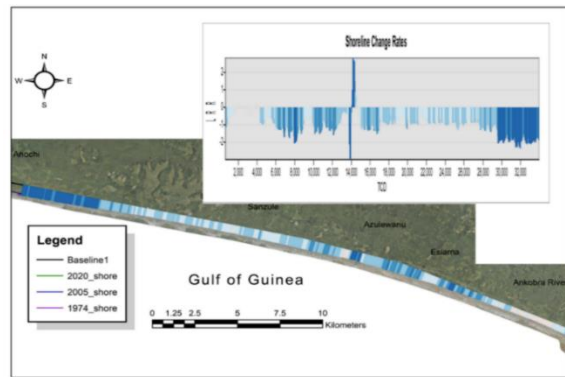 Shoreline Change Rates
N
W E
S
2,000 4,000 6,000 8,000 10,000 12,000 14,000 16,000 18,000 20,000 22,000 24,000 26,000 28,000 30,000 32,000
TCD
Anochi
Sanzule
Azulewanu
Esiama
Ankobra River
Legend
Baseline1
2020_shore
2005_shore
1974_shore
Gulf of Guinea
0 1.25 2.5 5 7.5 10
Kilometers